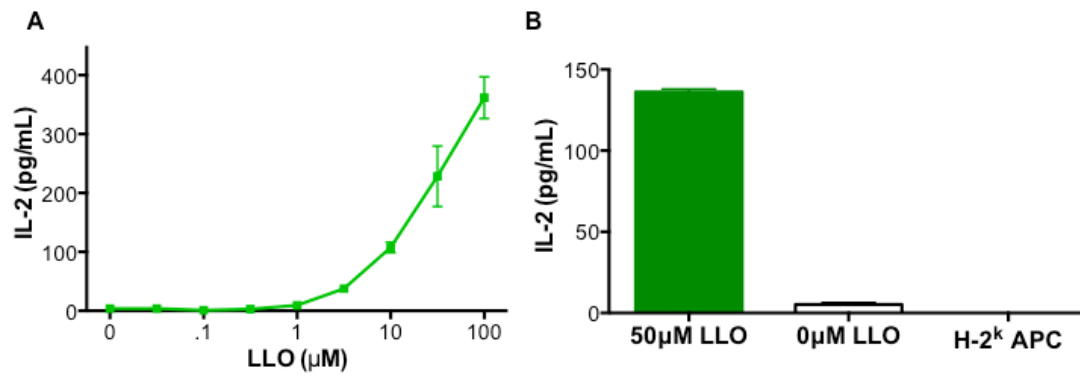 A
IL-2 (pg/mL)
400
300
200
100
0
0 .1 1 10 100
LLO (µM)
B
IL-2 (pg/mL)
150
100
50
0
50µM LLO 0µM LLO H-2ᵏ APC